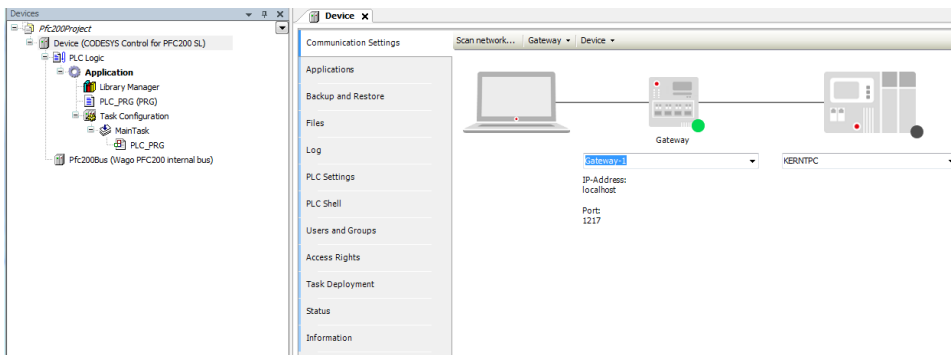 Devices
Pfc200Project
Device (CODESYS Control for PFC200 SL)
PLC Logic
Application
Library Manager
PLC_PRG (PRG)
Task Configuration
MainTask
PLC_PRG
Pfc200Bus (Wago PFC200 internal bus)
Device
Communication Settings
Applications
Backup and Restore
Files
Log
PLC Settings
PLC Shell
Users and Groups
Access Rights
Task Deployment
Status
Information
Scan network... Gateway Device
Gateway
Gateway-1 KERNTPC
IP-Address:
localhost
Port:
1217